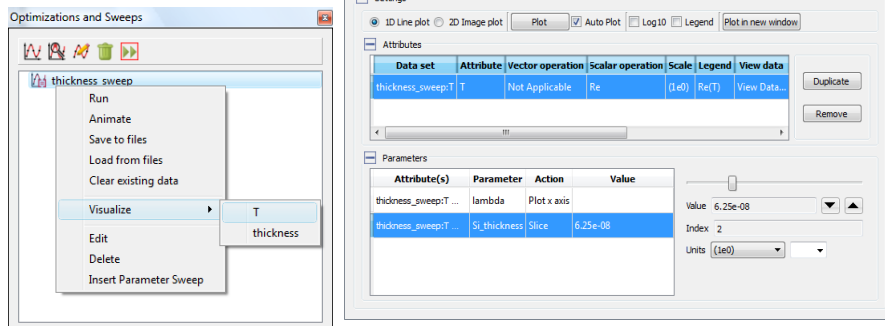 Optimizations and Sweeps
thickness_sweep
Run
Animate
Save to files
Load from files
Clear existing data
Visualize
T
thickness
Edit
Delete
Insert Parameter Sweep
1D Line plot 2D Image plot Plot Auto Plot Log10 Legend Plot in new window
Attributes
Data set Attribute Vector operation Scalar operation Scale Legend View data
thickness_sweep:T T Not Applicable Re (1e0) Re(T) View Data...
Duplicate
Remove
Parameters
Attribute(s) Parameter Action Value
thickness_sweep:T ... lambda Plot x axis
thickness_sweep:T ... Si_thickness Slice 6.25e-08
Value 6.25e-08
Index 2
Units (1e0)